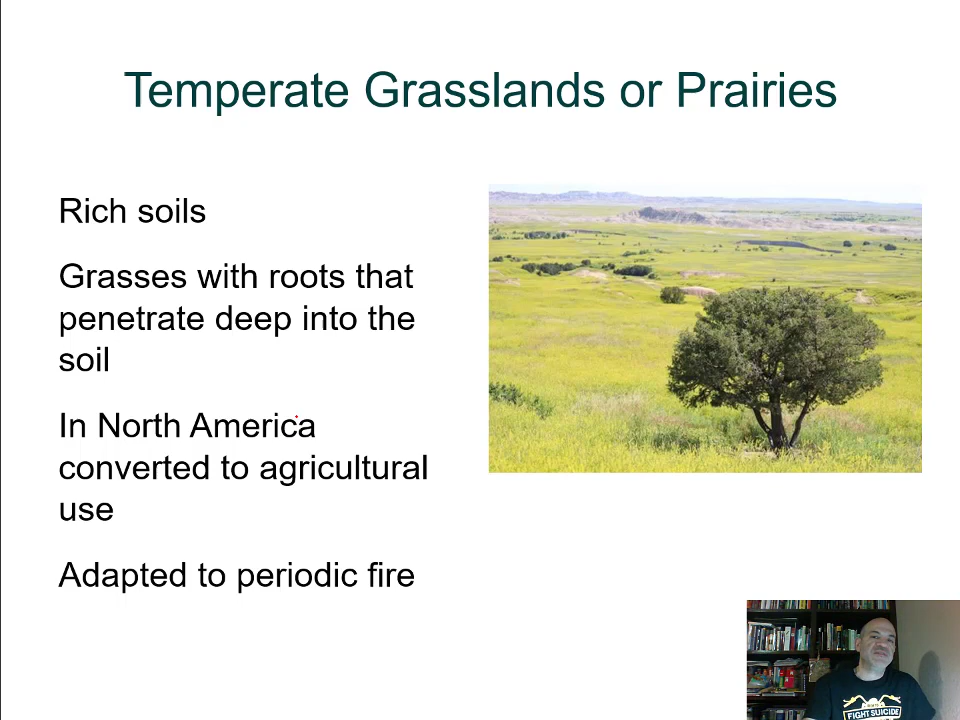 Temperate Grasslands or Prairies
Rich soils
Grasses with roots that
penetrate deep into the
soil
In North America
converted to agricultural
use
Adapted to periodic fire
FIGHT SUICIDE